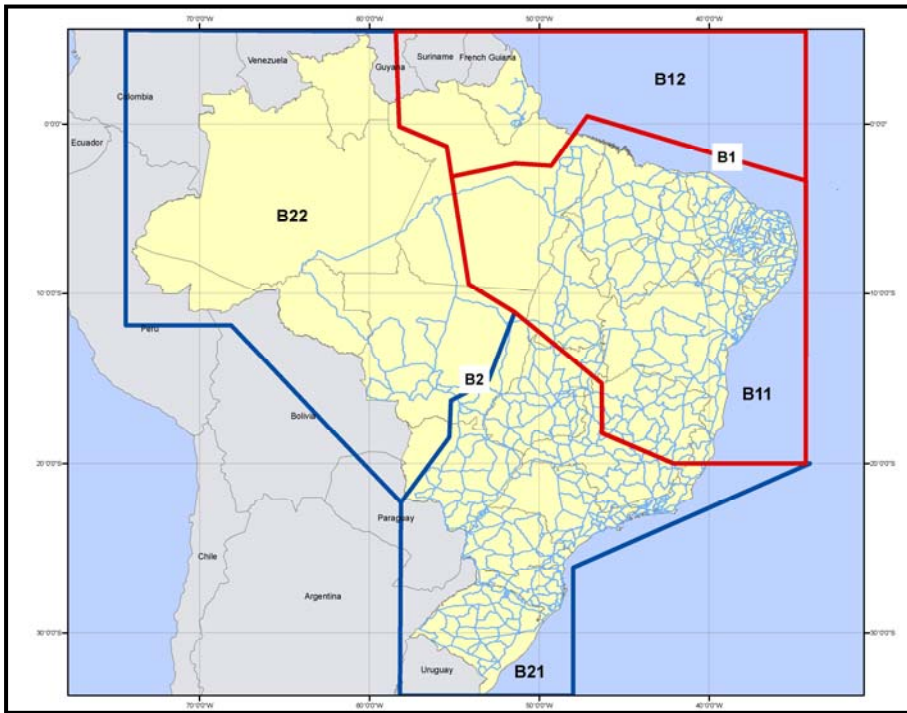 70°0'0"W 60°0'0"W 50°0'0"W 40°0'0"W
Venezuela
Guyana
Suriname
French Guiana
Colombia
B12
0°0'0" 0°0'0"
Ecuador
B1
B22
10°0'0"S 10°0'0"S
Peru
B2
B11
Bolivia
20°0'0"S 20°0'0"S
Paraguay
Chile
Argentina
30°0'0"S 30°0'0"S
Uruguay
B21
70°0'0"W 60°0'0"W 50°0'0"W 40°0'0"W